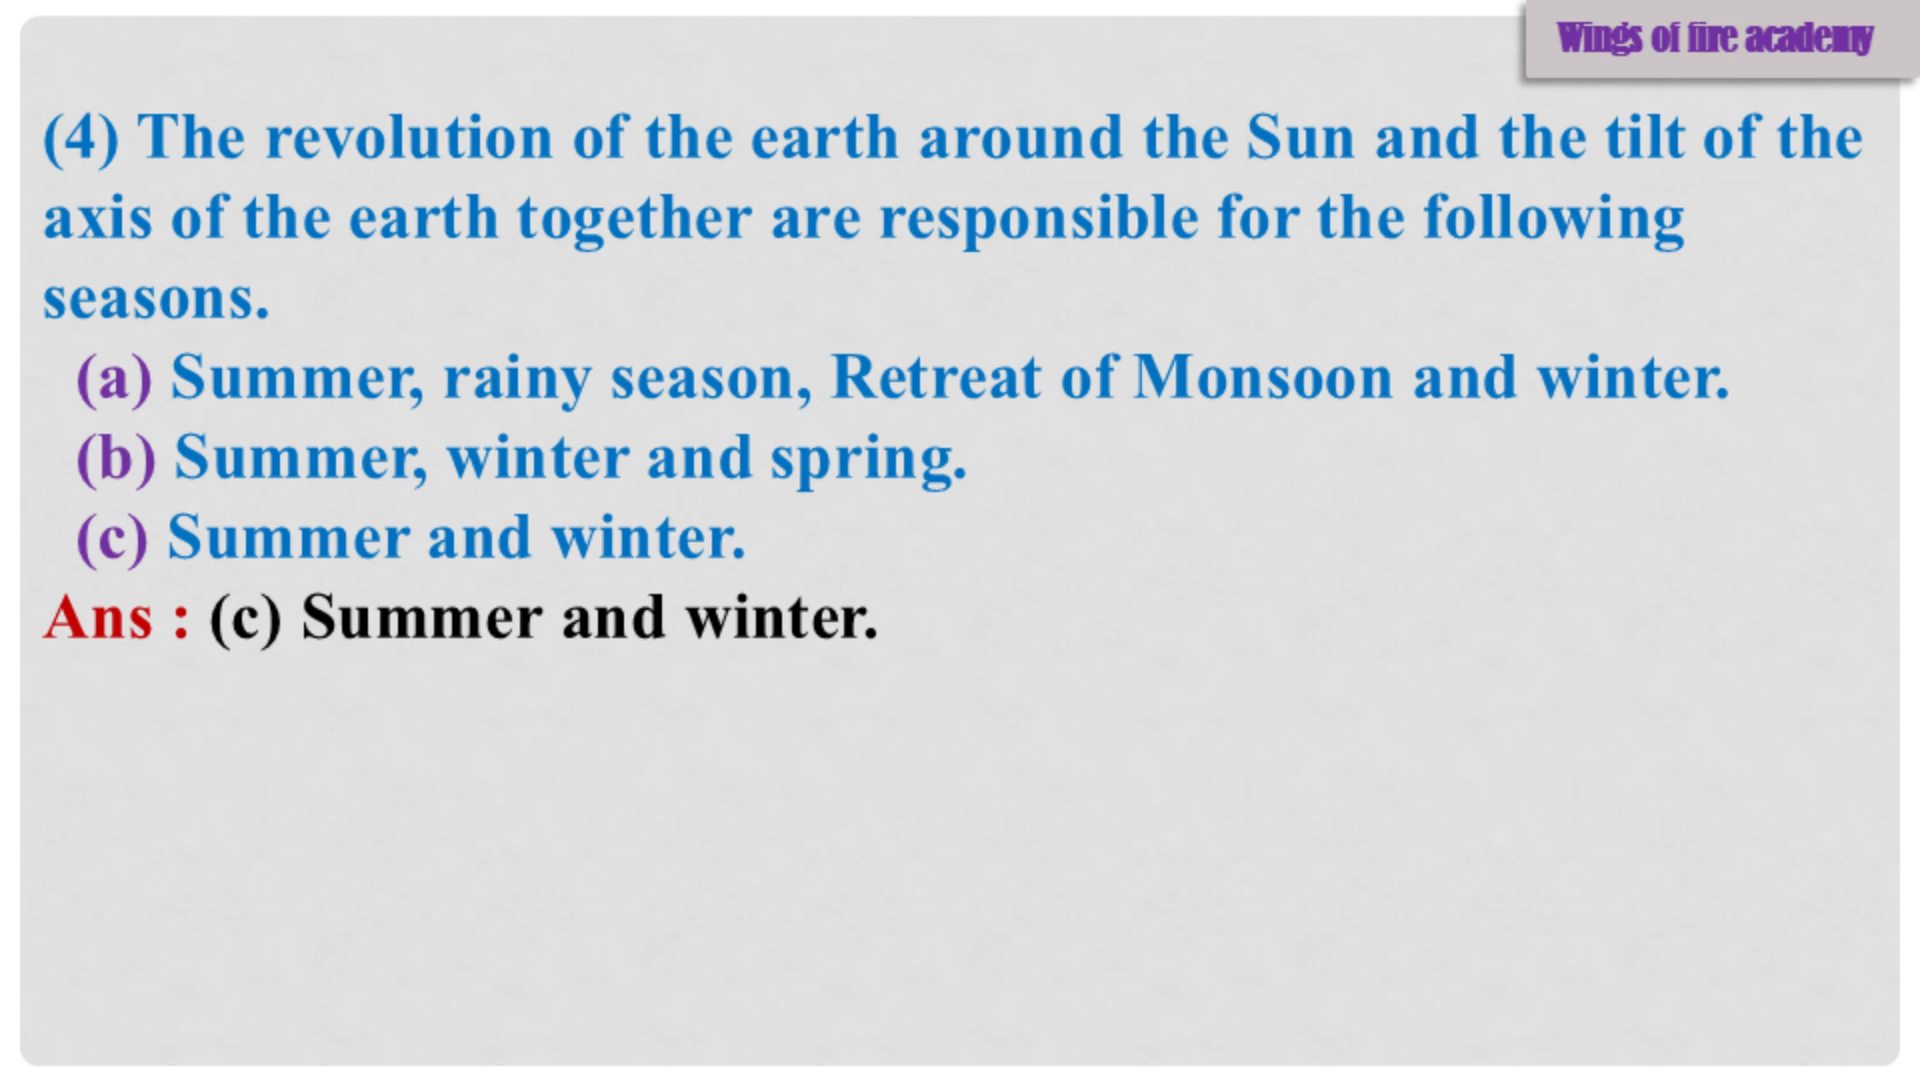 Wings of fire academy
(4) The revolution of the earth around the Sun and the tilt of the
axis of the earth together are responsible for the following
seasons.
(a) Summer, rainy season, Retreat of Monsoon and winter.
(b) Summer, winter and spring.
(c) Summer and winter.
Ans : (c) Summer and winter.